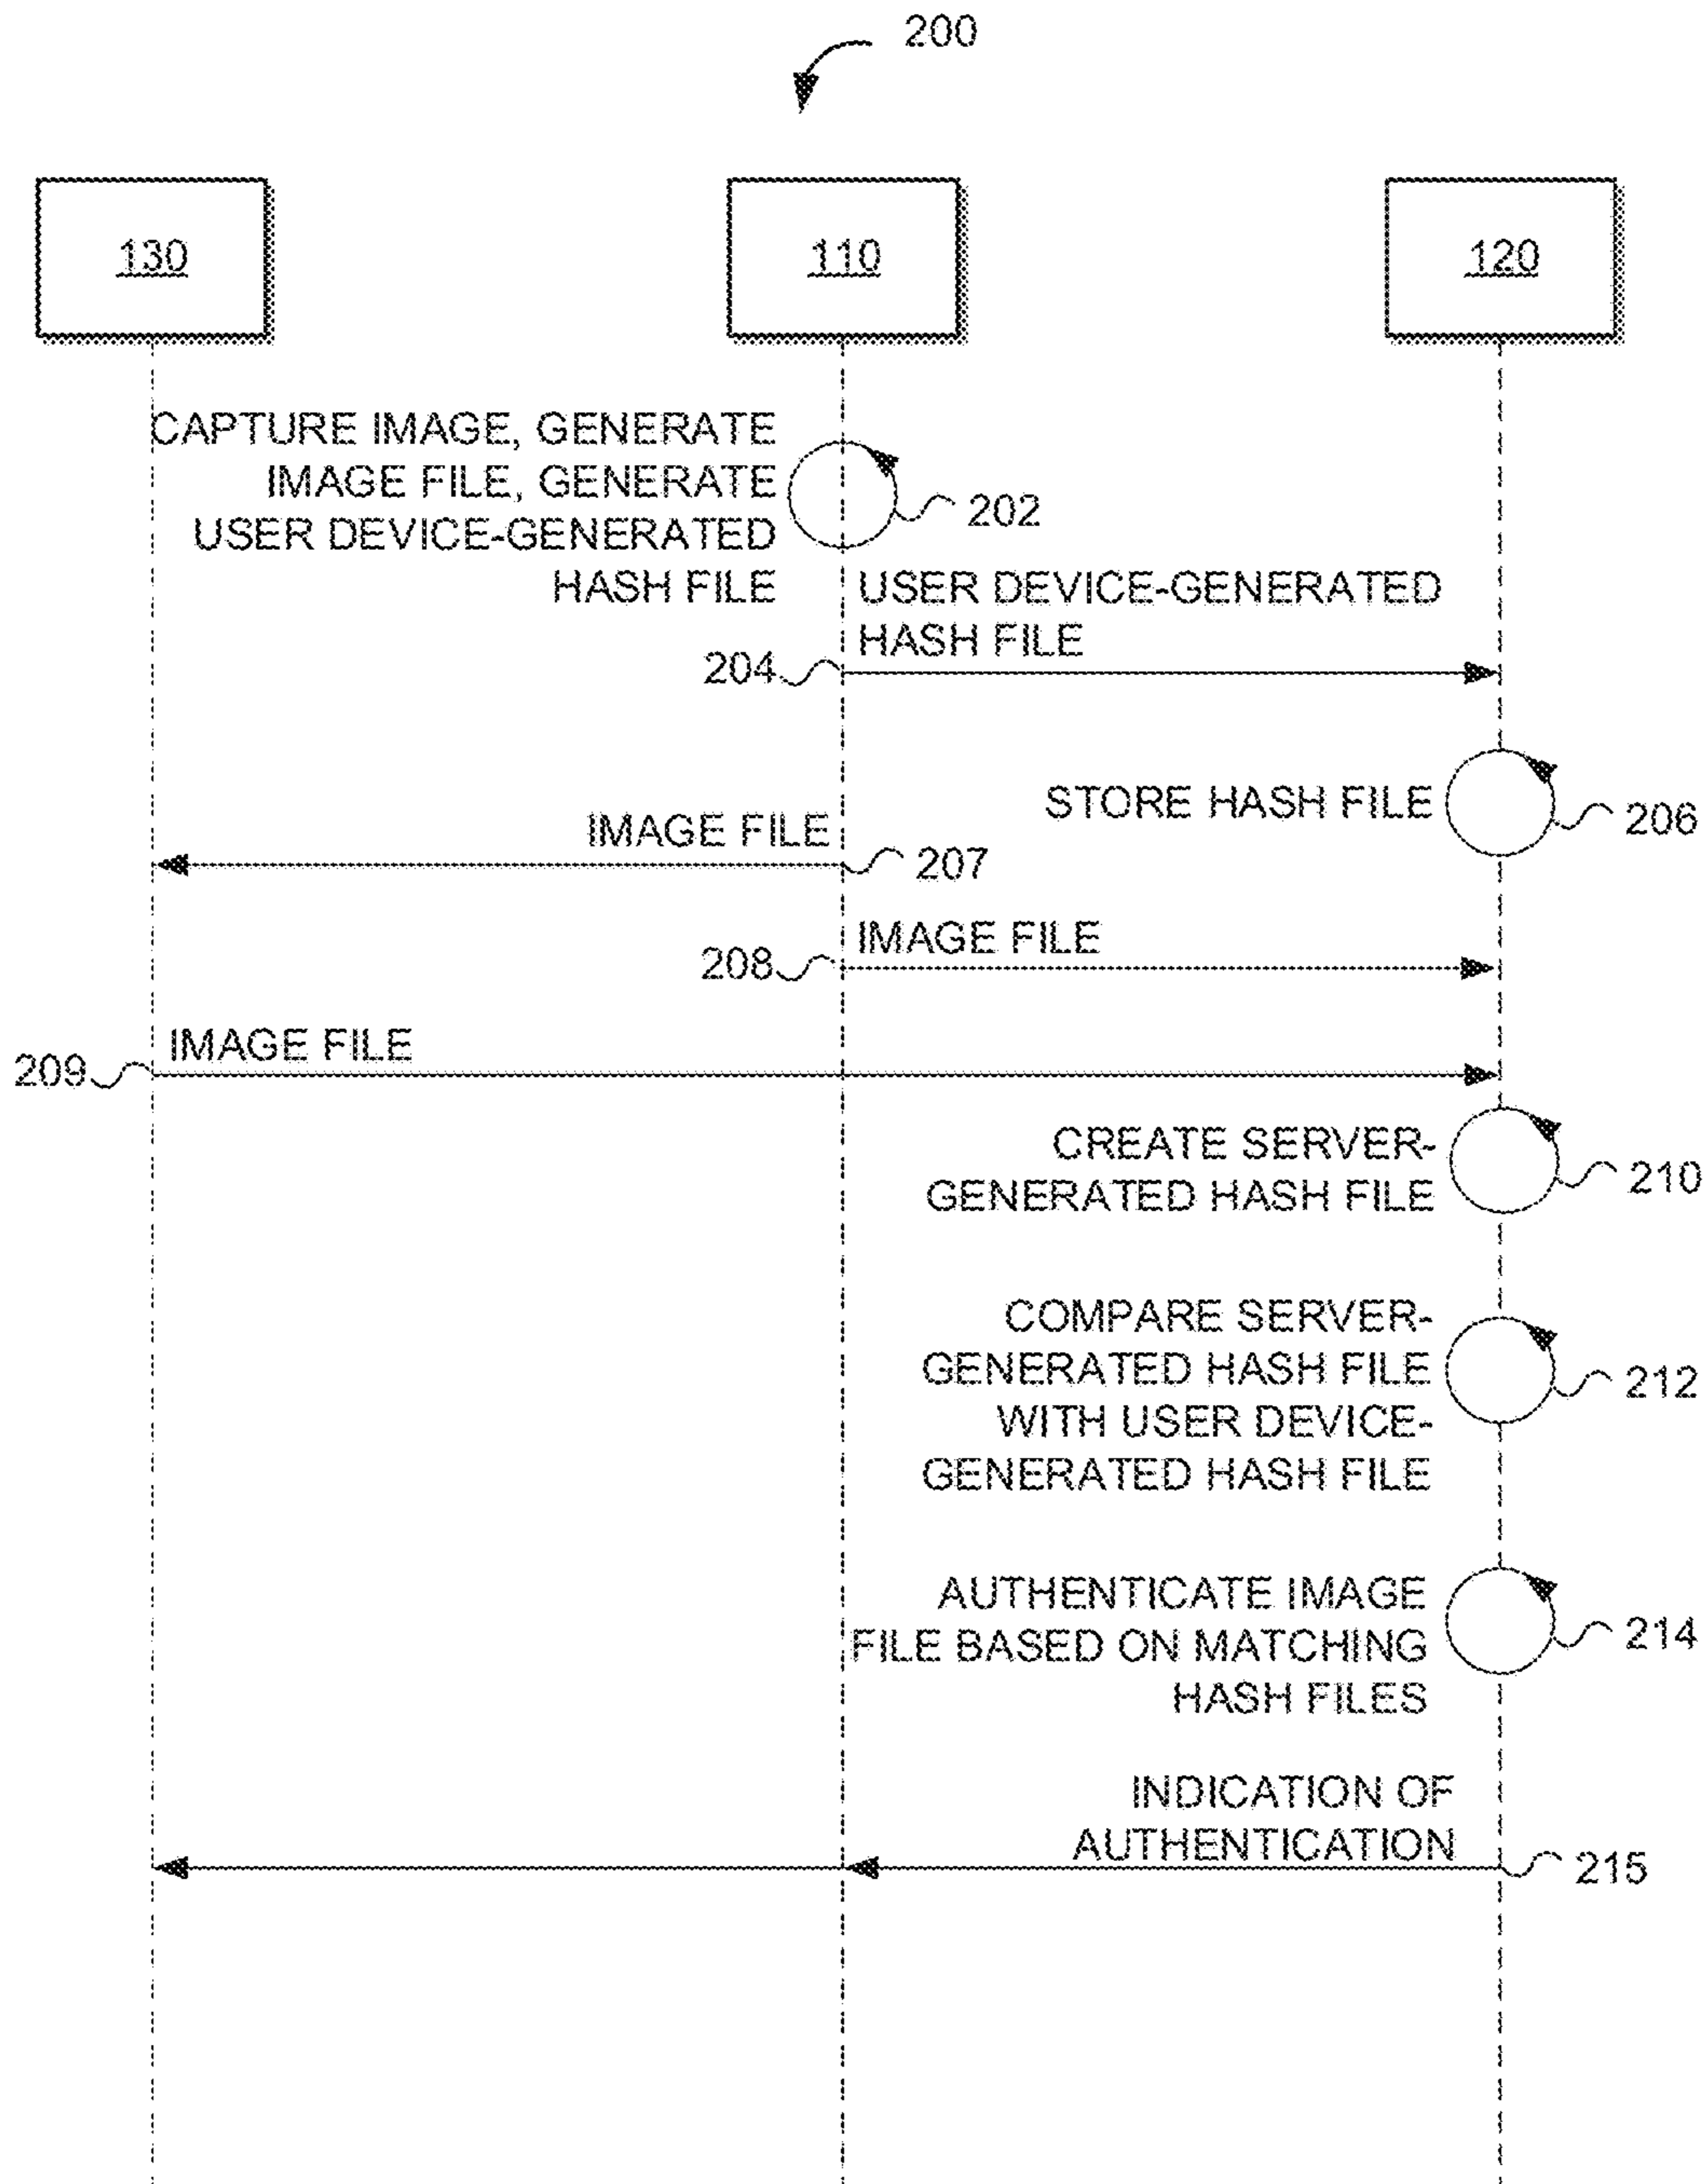 200
130
110
120
CAPTURE IMAGE, GENERATE
IMAGE FILE, GENERATE
USER DEVICE-GENERATED
HASH FILE
202
USER DEVICE-GENERATED
HASH FILE
204
STORE HASH FILE
206
IMAGE FILE
207
IMAGE FILE
208
IMAGE FILE
209
CREATE SERVER-
GENERATED HASH FILE
210
COMPARE SERVER-
GENERATED HASH FILE
WITH USER DEVICE-
GENERATED HASH FILE
212
AUTHENTICATE IMAGE
FILE BASED ON MATCHING
HASH FILES
214
INDICATION OF
AUTHENTICATION
215